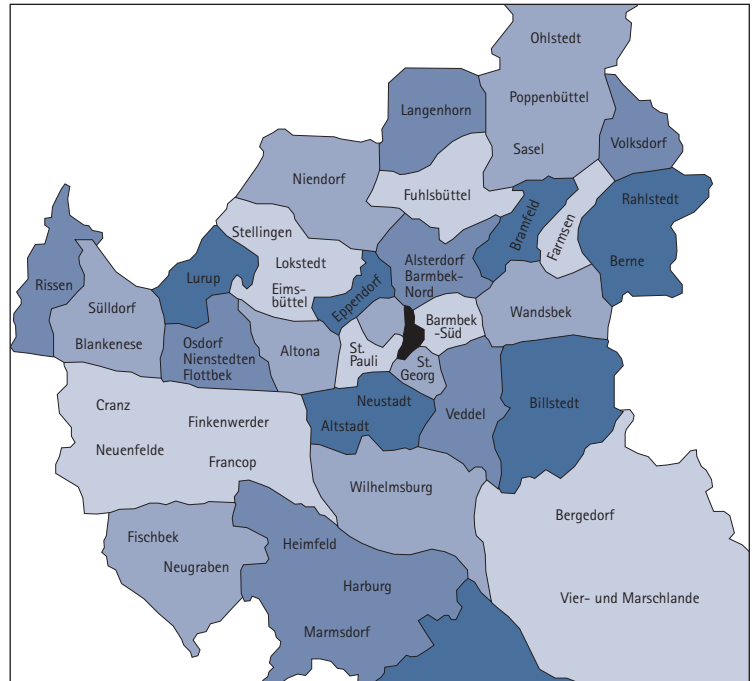 Ohlstedt
Poppenbüttel
Langenhorn
Volksdorf
Sasel
Niendorf
Fuhlsbüttel
Rahlstedt
Bramfeld
Farmsen
Stellingen
Lokstedt
Alsterdorf
Barmbek-
Nord
Berne
Rissen
Lurup
Eims-
büttel
Eppendorf
Sülldorf
Blankenese
Wandsbek
Barmbek
-Süd
Osdorf
Nienstedten
Flottbek
Altona
St.
Pauli
St.
Georg
Cranz
Finkenwerder
Neuenfelde
Francop
Neustadt
Altstadt
Veddel
Billstedt
Wilhelmsburg
Bergedorf
Fischbek
Neugraben
Heimfeld
Harburg
Marmsdorf
Vier- und Marschlande